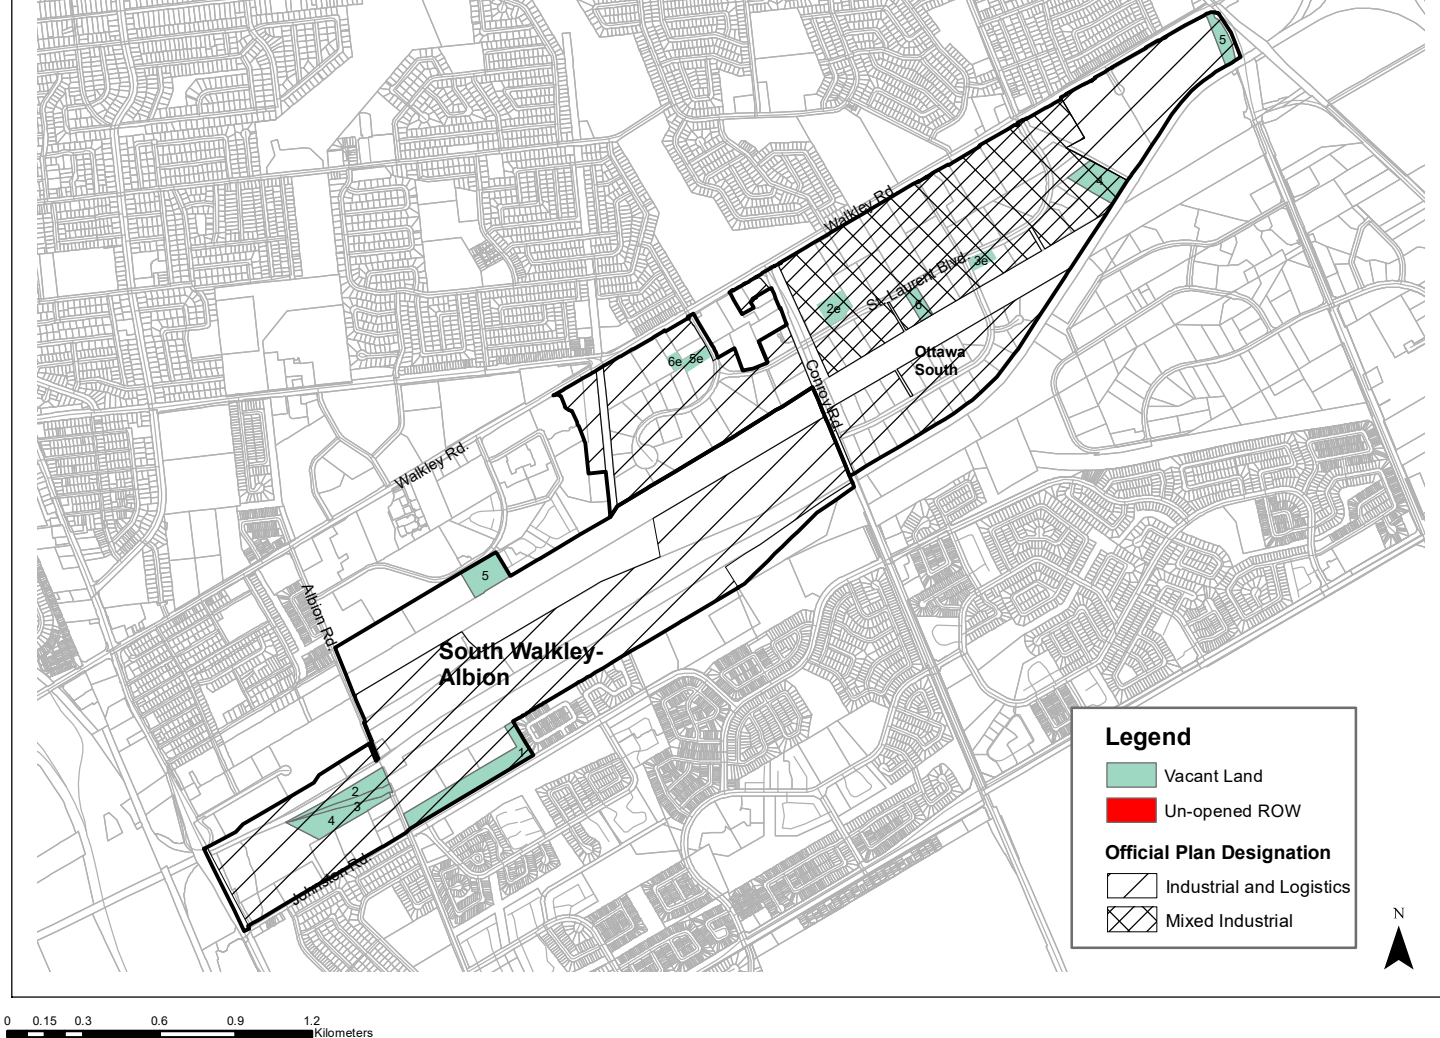 5
4
Walkley Rd.
3e
St. Laurent Blvd.
2e
6
Ottawa
South
6e
5e
Conroy Rd.
Walkley Rd.
5
Albion Rd.
South Walkley-
Albion
1
2
3
4
Johnston Rd.
Legend
Vacant Land
Un-opened ROW
Official Plan Designation
Industrial and Logistics
Mixed Industrial
N
0 0.15 0.3 0.6 0.9 1.2
Kilometers